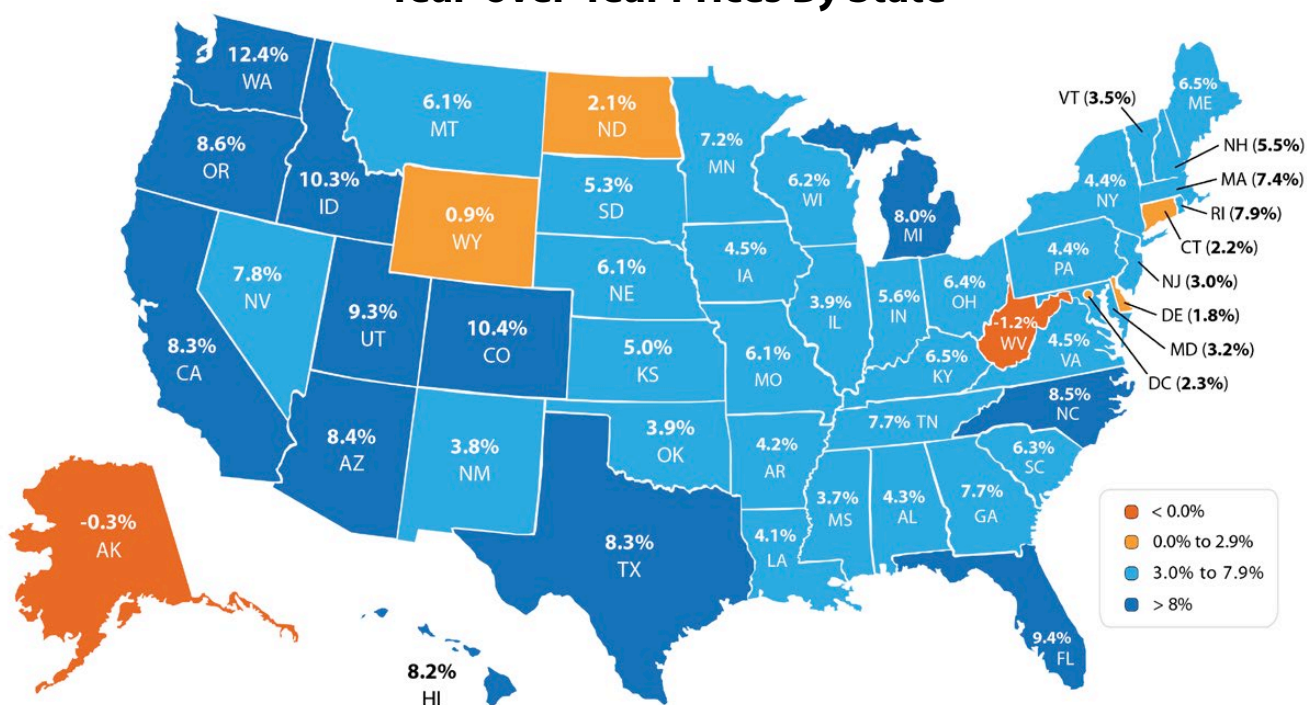 Year-over-Year Prices By State
12.4%
WA
8.6%
OR
10.3%
ID
6.1%
MT
2.1%
ND
7.2%
MN
6.2%
WI
8.0%
MI
VT (3.5%)
6.5%
ME
NH (5.5%)
MA (7.4%)
RI (7.9%)
CT (2.2%)
NJ (3.0%)
DE (1.8%)
MD (3.2%)
DC (2.3%)
4.4%
NY
4.4%
PA
0.9%
WY
5.3%
SD
4.5%
IA
7.8%
NV
9.3%
UT
10.4%
CO
6.1%
NE
3.9%
IL
5.6%
IN
6.4%
OH
-1.2%
WV
4.5%
VA
8.3%
CA
5.0%
KS
6.1%
MO
6.5%
KY
8.5%
NC
8.4%
AZ
3.8%
NM
3.9%
OK
4.2%
AR
7.7% TN
6.3%
SC
-0.3%
AK
8.3%
TX
4.1%
LA
3.7%
MS
4.3%
AL
7.7%
GA
9.4%
FL
8.2%
HI
< 0.0%
0.0% to 2.9%
3.0% to 7.9%
> 8%